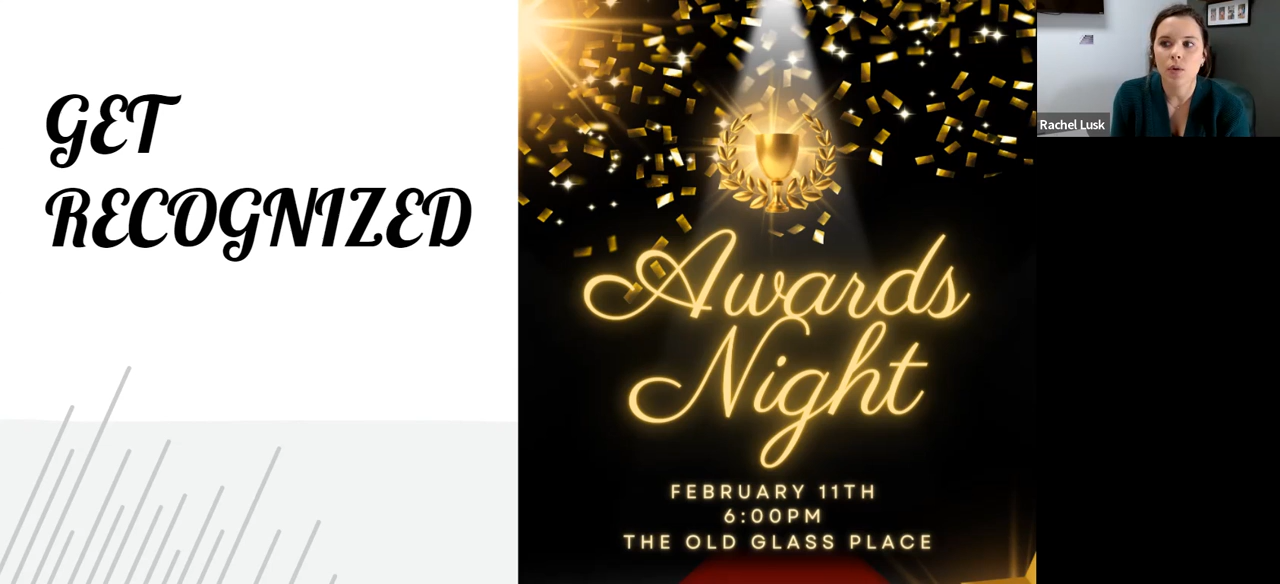 GET
RECOGNIZED
Awards
Night
FEBRUARY 11TH
6:00PM
THE OLD GLASS PLACE
Rachel Lusk